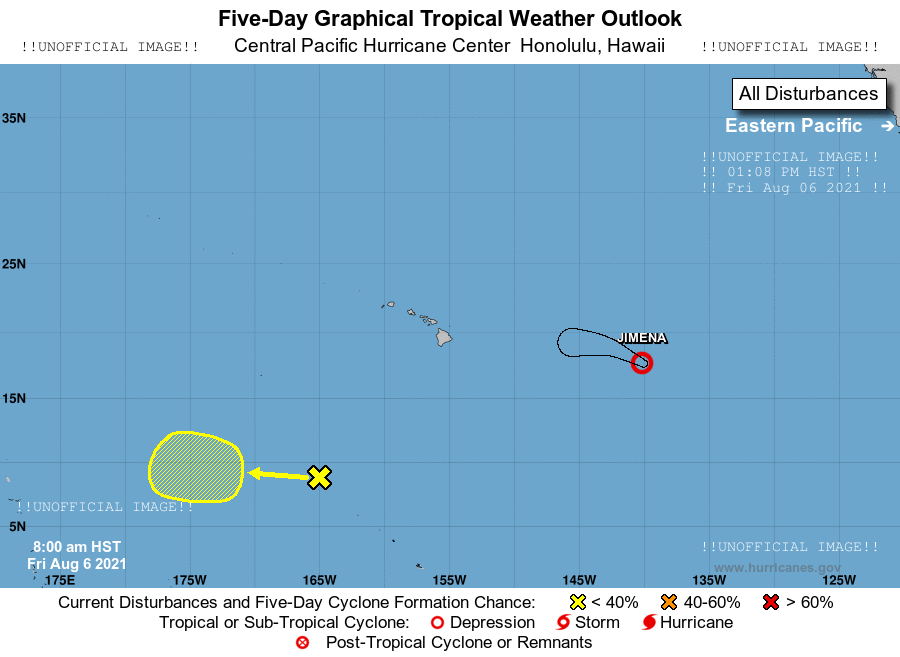 Five-Day Graphical Tropical Weather Outlook
!!UNOFFICIAL IMAGE!! Central Pacific Hurricane Center Honolulu, Hawaii !!UNOFFICIAL IMAGE!!
All Disturbances
35N
Eastern Pacific →
!!UNOFFICIAL IMAGE!!
!! 01:08 PM HST !!
!! Fri Aug 06 2021 !!
25N
JIMENA
15N
!!UNOFFICIAL IMAGE!!
5N
8:00 am HST
Fri Aug 6 2021
!!UNOFFICIAL IMAGE!!
www.hurricanes.gov
175E 175W 165W 155W 145W 135W 125W
Current Disturbances and Five-Day Cyclone Formation Chance: < 40% 40-60% > 60%
Tropical or Sub-Tropical Cyclone: Depression Storm Hurricane
Post-Tropical Cyclone or Remnants